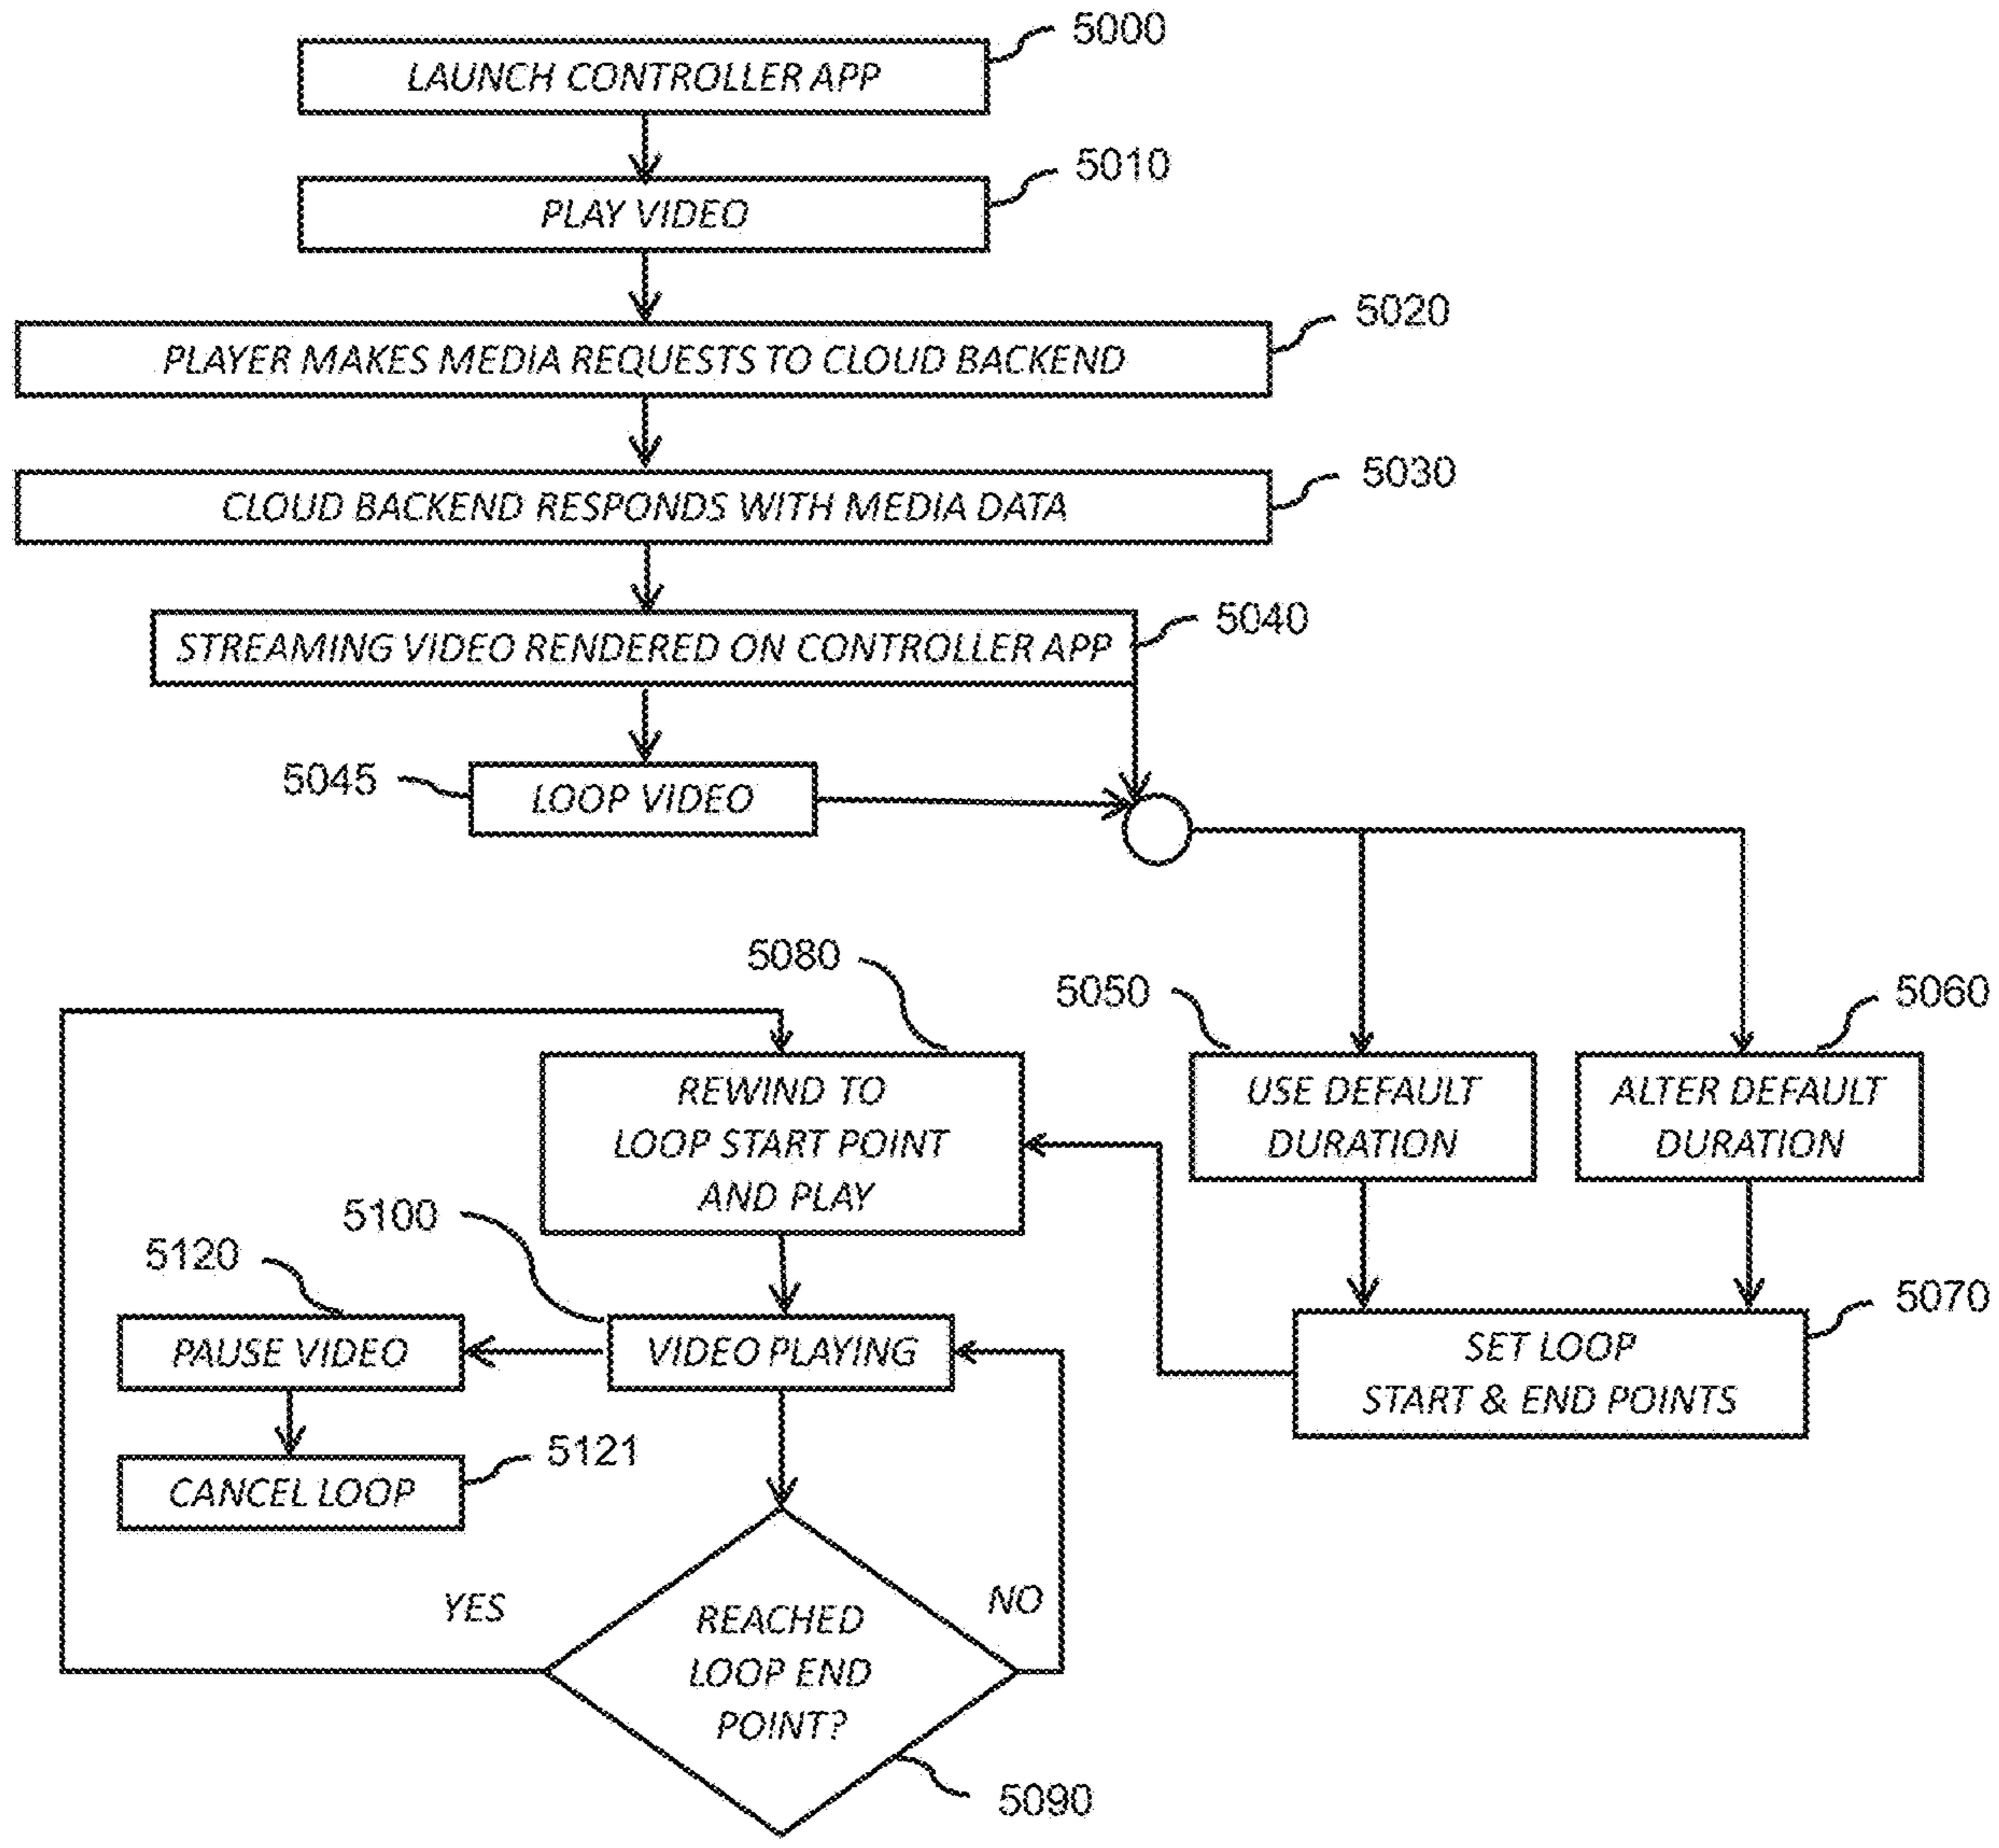 5000
LAUNCH CONTROLLER APP
5010
PLAY VIDEO
5020
PLAYER MAKES MEDIA REQUESTS TO CLOUD BACKEND
5030
CLOUD BACKEND RESPONDS WITH MEDIA DATA
5040
STREAMING VIDEO RENDERED ON CONTROLLER APP
5045
LOOP VIDEO
5050
USE DEFAULT
DURATION
5060
ALTER DEFAULT
DURATION
5070
SET LOOP
START & END POINTS
5080
REWIND TO
LOOP START POINT
AND PLAY
5100
VIDEO PLAYING
5120
PAUSE VIDEO
5121
CANCEL LOOP
YES
NO
REACHED
LOOP END
POINT?
5090